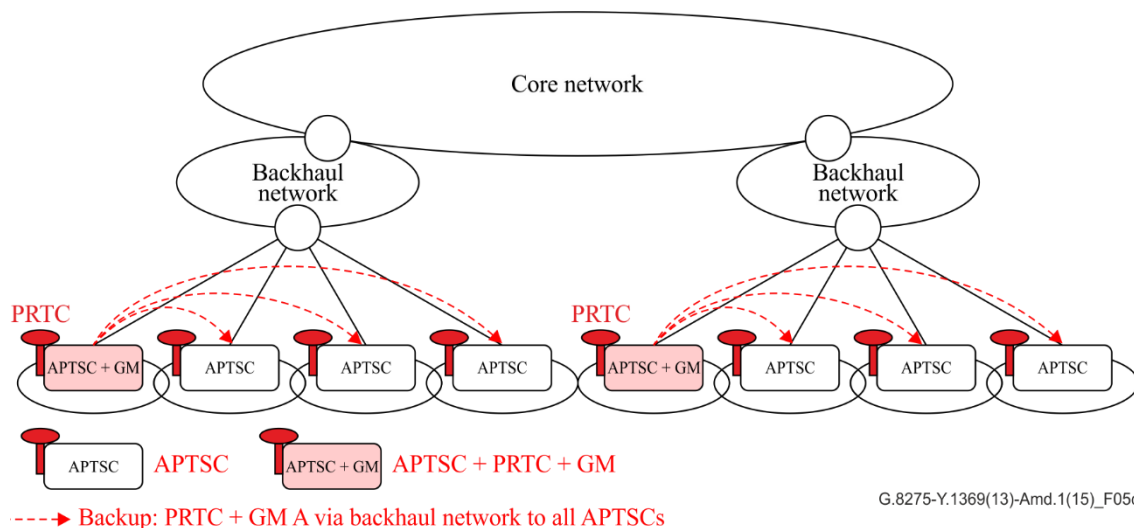 Core network
Backhaul
network
Backhaul
network
PRTC
PRTC
APTSC + GM
APTSC
APTSC
APTSC
APTSC + GM
APTSC
APTSC
APTSC
APTSC
APTSC
APTSC + GM
APTSC + PRTC + GM
G.8275-Y.1369(13)-Amd.1(15)_F05
Backup: PRTC + GM A via backhaul network to all APTSCs